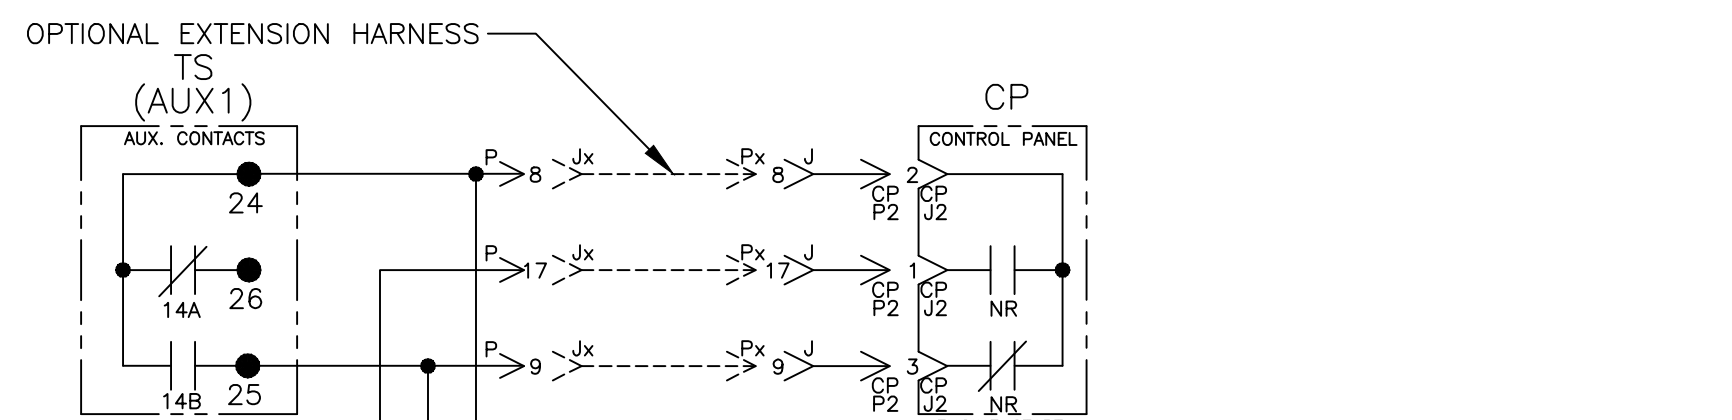 OPTIONAL EXTENSION HARNESS
TS
(AUX1)
CP
AUX. CONTACTS
CONTROL PANEL
P 8 Jx Px 8 J 2
24
CP CP
P2 J2
P 17 Jx Px 17 J 1
14A 26
CP CP
P2 J2
NR
P 9 Jx Px 9 J 3
14B 25
CP CP
P2 J2
NR